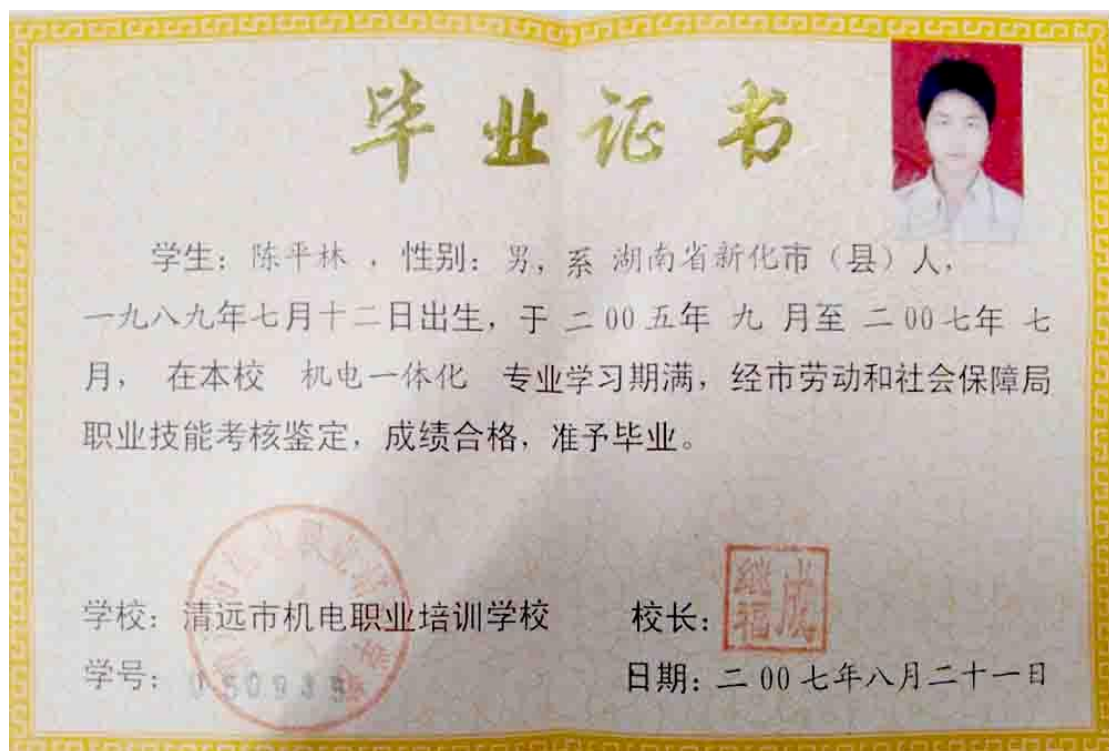 毕业证书
学生：陈平林，性别：男，系 湖南省新化市（县）人，
一九八九年七月十二日出生，于 二00五年 九 月至 二00七年 七
月， 在本校 机电一体化 专业学习期满，经市劳动和社会保障局
职业技能考核鉴定，成绩合格，准予毕业。
学校：清远市机电职业培训学校 校长：
学号： 日期：二00七年八月二十一日